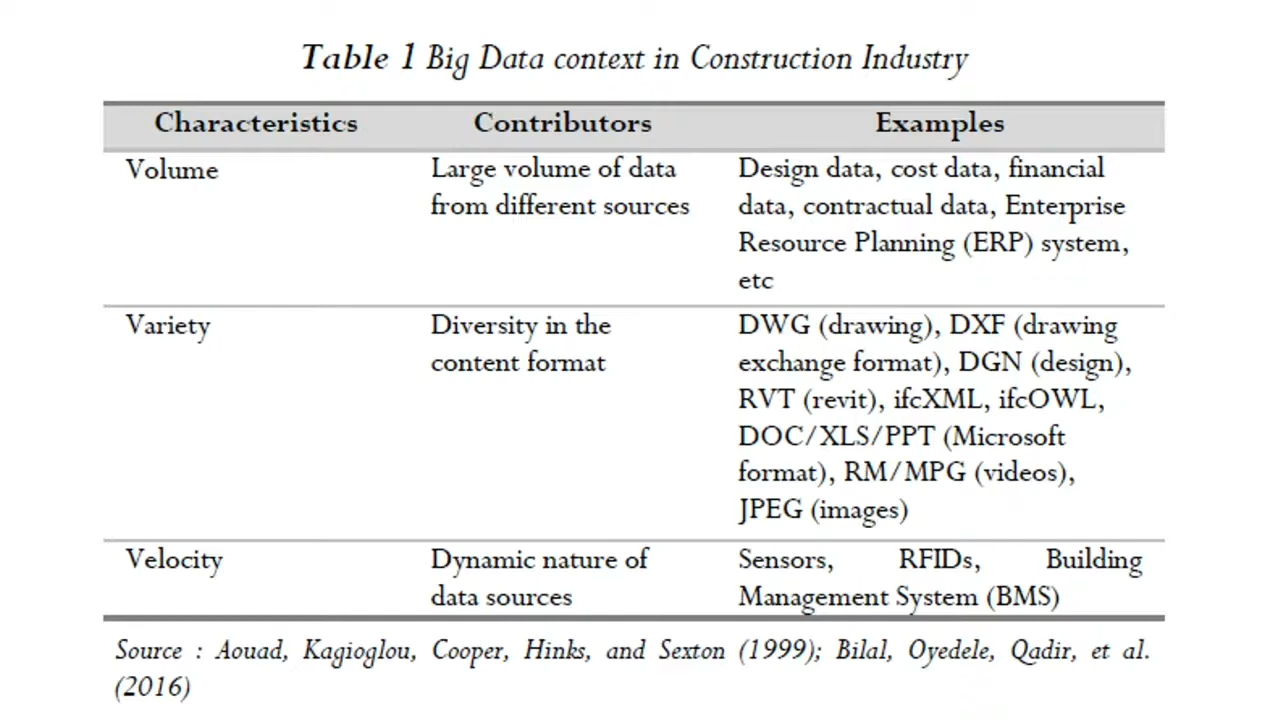 Table 1 Big Data context in Construction Industry
Characteristics Contributors Examples
Volume
Large volume of data
from different sources
Design data, cost data, financial
data, contractual data, Enterprise
Resource Planning (ERP) system,
etc
Variety
Diversity in the
content format
DWG (drawing), DXF (drawing
exchange format), DGN (design),
RVT (revit), ifcXML, ifcOWL,
DOC/XLS/PPT (Microsoft
format), RM/MPG (videos),
JPEG (images)
Velocity
Dynamic nature of
data sources
Sensors, RFIDs, Building
Management System (BMS)
Source : Aouad, Kagioglou, Cooper, Hinks, and Sexton (1999); Bilal, Oyedele, Qadir, et al.
(2016)